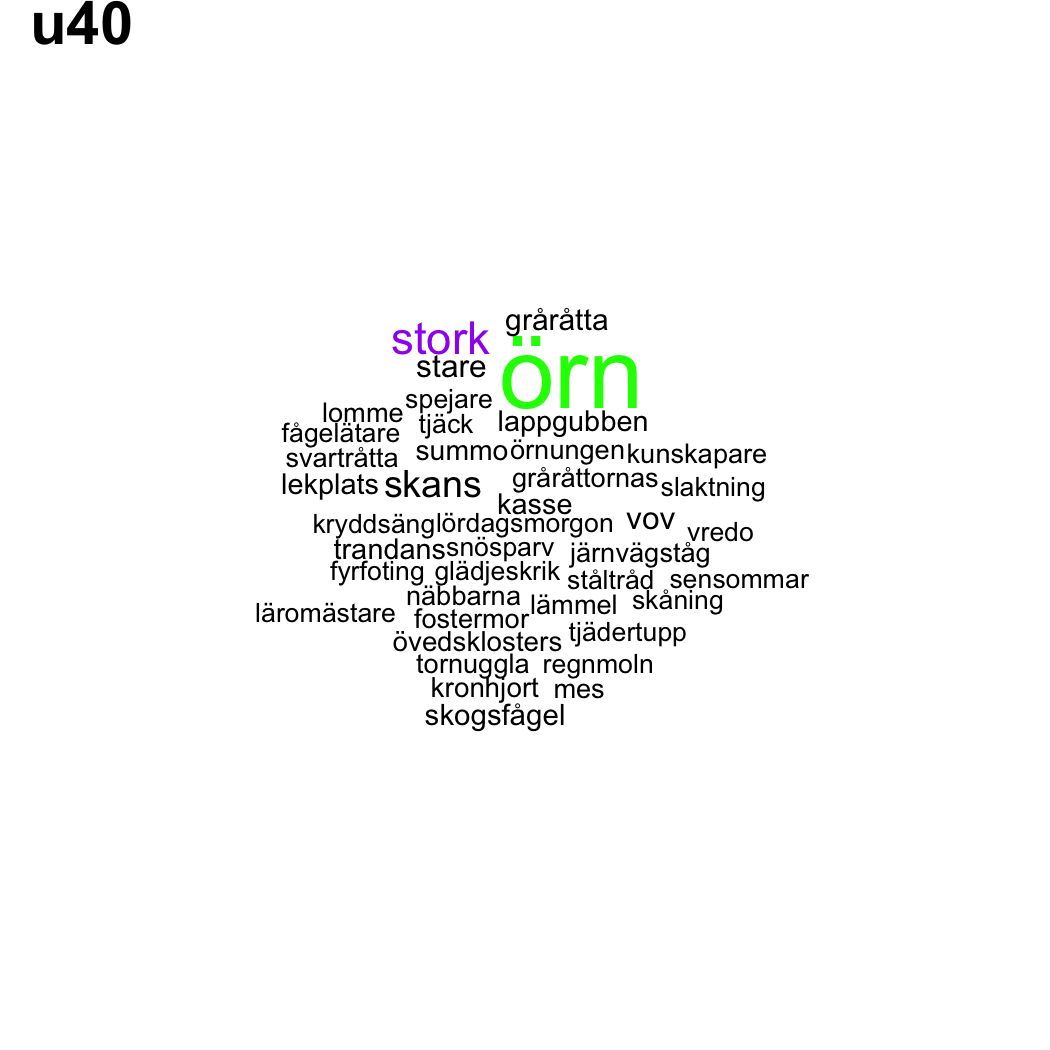 u40
gråråtta
stork
örn
stare
spejare
lomme
tjäck
lappgubben
fågelätare
svartråtta
summo
örnungen
kunskapare
lekplats
skans
gråråttornas
slaktning
kasse
kryddsäng
lördagsmorgon
vov
vredo
trandans
snösparv
järnvägståg
fyrfoting
glädjeskrik
ståltråd
sensommar
näbbarna
lämmel
skåning
läromästare
fostermor
tjädertupp
övedsklosters
tornuggla
regnmoln
kronhjort
mes
skogsfågel